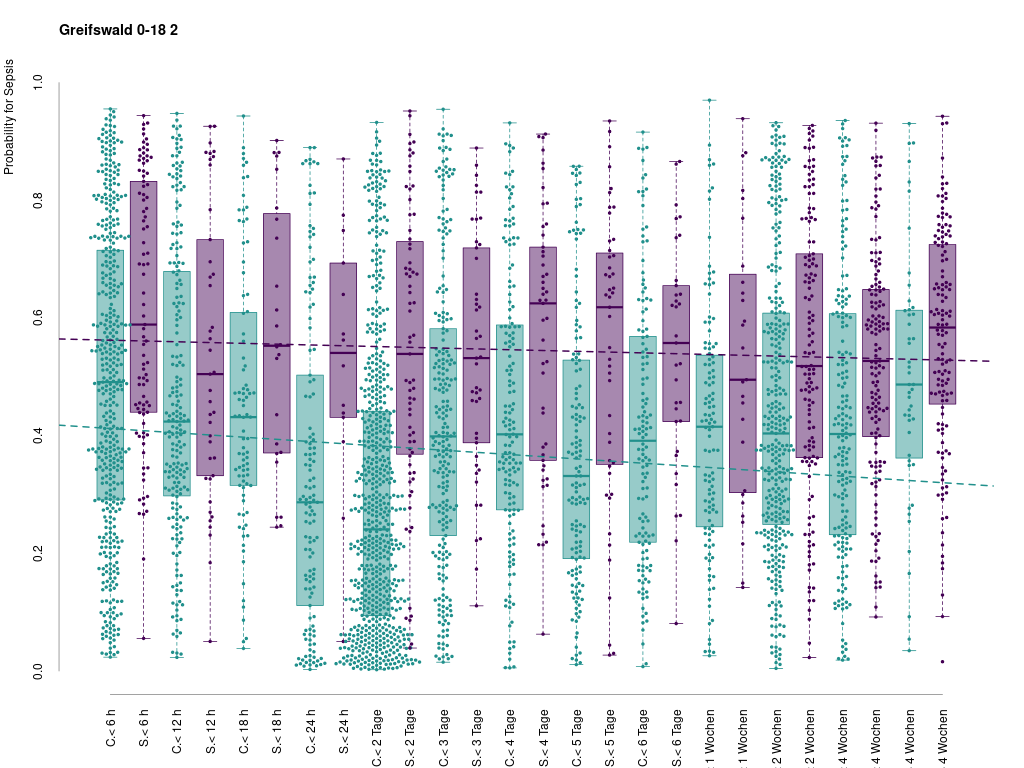 Greifswald 0-18 2
Probability for Sepsis
1.0
0.8
0.6
0.4
0.2
0.0
C.< 6 h
S.< 6 h
C.< 12 h
S.< 12 h
C.< 18 h
S.< 18 h
C.< 24 h
S.< 24 h
C.< 2 Tage
S.< 2 Tage
C.< 3 Tage
S.< 3 Tage
C.< 4 Tage
S.< 4 Tage
C.< 5 Tage
S.< 5 Tage
C.< 6 Tage
S.< 6 Tage
1 Wochen
1 Wochen
2 Wochen
2 Wochen
4 Wochen
4 Wochen
4 Wochen
4 Wochen